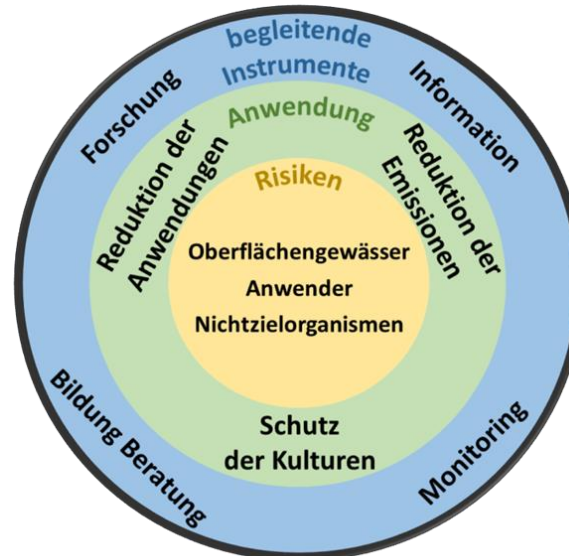 begleitende
Instrumente
Forschung
Information
Anwendung
Reduktion der
Anwendungen
Reduktion der
Emissionen
Risiken
Oberflächengewässer
Anwender
Nichtzielorganismen
Schutz
der Kulturen
Bildung Beratung
Monitoring